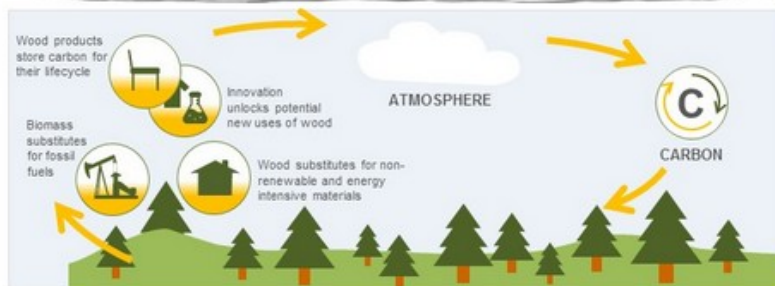 Wood products
store carbon for
their lifecycle
Innovation
unlocks potential
new uses of wood
Biomass
substitutes
for fossil
fuels
Wood substitutes for non-
renewable and energy
intensive materials
ATMOSPHERE
C
CARBON